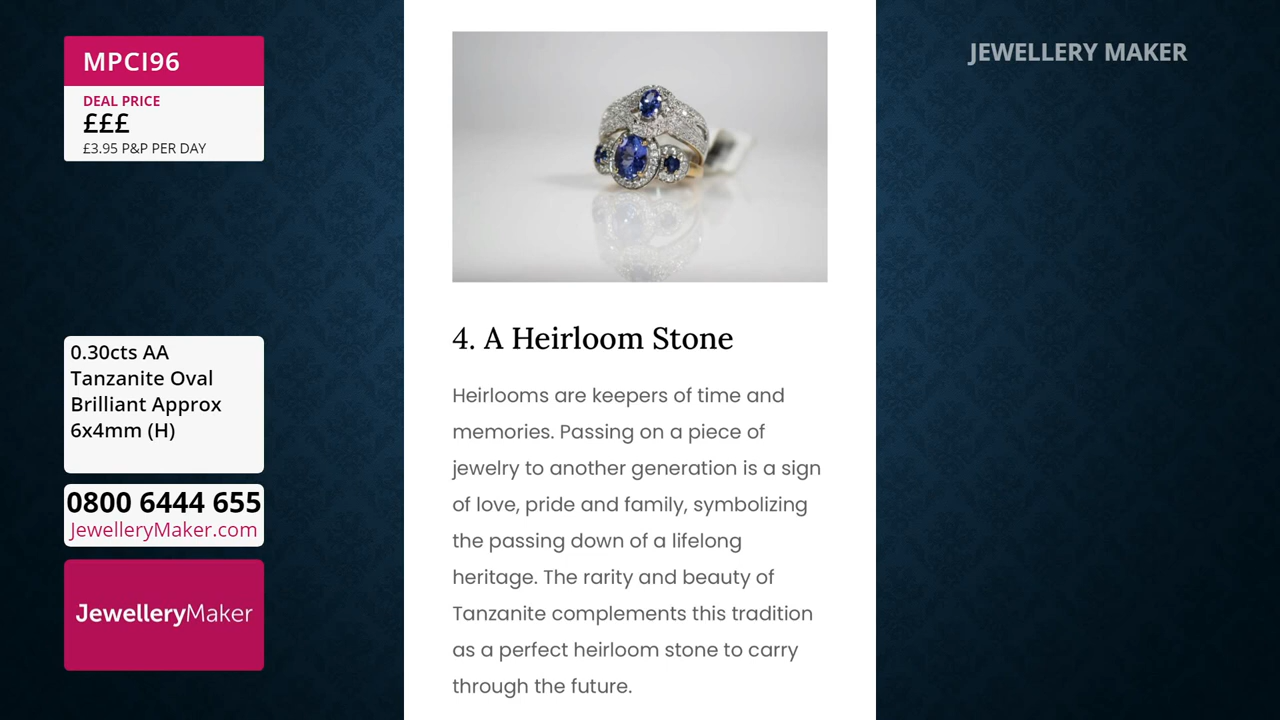 MPCI96
DEAL PRICE
£££
£3.95 P&P PER DAY
0.30cts AA
Tanzanite Oval
Brilliant Approx
6x4mm (H)
0800 6444 655
JewelleryMaker.com
JewelleryMaker
4. A Heirloom Stone
Heirlooms are keepers of time and
memories. Passing on a piece of
jewelry to another generation is a sign
of love, pride and family, symbolizing
the passing down of a lifelong
heritage. The rarity and beauty of
Tanzanite complements this tradition
as a perfect heirloom stone to carry
through the future.
JEWELLERY MAKER